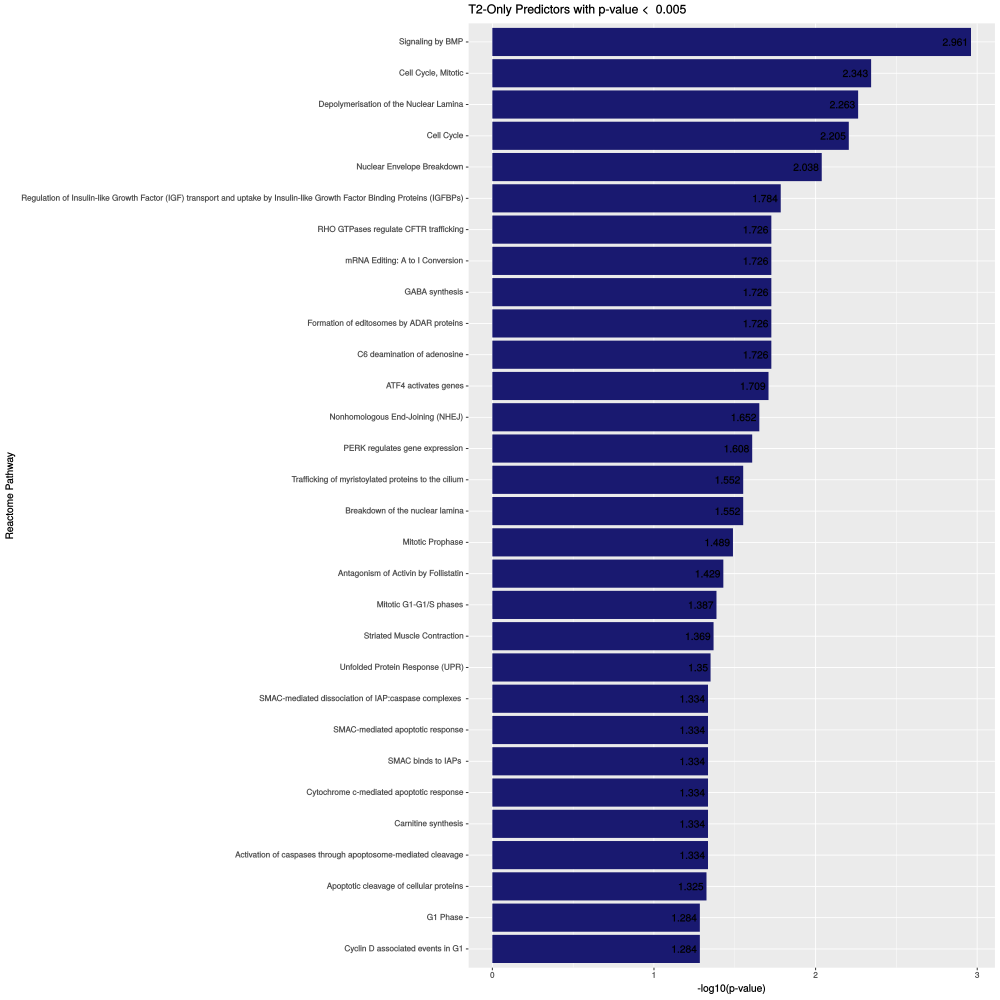 T2-Only Predictors with p-value <  0.005
Signaling by BMP 2.961
Cell Cycle, Mitotic 2.343
Depolymerisation of the Nuclear Lamina 2.263
Cell Cycle 2.205
Nuclear Envelope Breakdown 2.038
Regulation of Insulin-like Growth Factor (IGF) transport and uptake by Insulin-like Growth Factor Binding Proteins (IGFBPs) 1.784
RHO GTPases regulate CFTR trafficking 1.726
mRNA Editing: A to I Conversion 1.726
GABA synthesis 1.726
Formation of editosomes by ADAR proteins 1.726
C6 deamination of adenosine 1.726
ATF4 activates genes 1.709
Nonhomologous End-Joining (NHEJ) 1.652
PERK regulates gene expression 1.608
Trafficking of myristoylated proteins to the cilium 1.552
Breakdown of the nuclear lamina 1.552
Mitotic Prophase 1.489
Antagonism of Activin by Follistatin 1.429
Mitotic G1-G1/S phases 1.387
Striated Muscle Contraction 1.369
Unfolded Protein Response (UPR) 1.35
SMAC-mediated dissociation of IAP:caspase complexes 1.334
SMAC-mediated apoptotic response 1.334
SMAC binds to IAPs 1.334
Cytochrome c-mediated apoptotic response 1.334
Carnitine synthesis 1.334
Activation of caspases through apoptosome-mediated cleavage 1.334
Apoptotic cleavage of cellular proteins 1.325
G1 Phase 1.284
Cyclin D associated events in G1 1.284
Reactome Pathway
0 1 2 3
-log10(p-value)